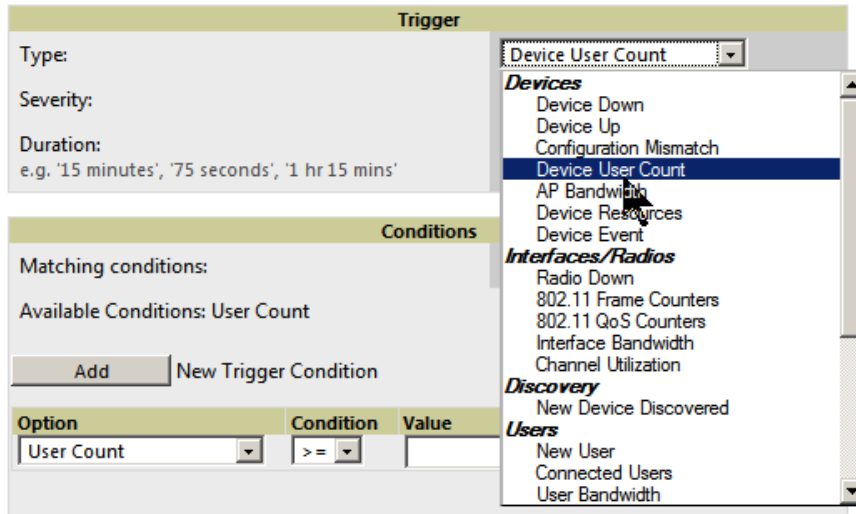 Trigger
Type:
Device User Count
Severity:
Duration:
e.g. '15 minutes', '75 seconds', '1 hr 15 mins'
Devices
Device Down
Device Up
Configuration Mismatch
Device User Count
AP Bandwidth
Device Resources
Device Event
Interfaces/Radios
Radio Down
802.11 Frame Counters
802.11 QoS Counters
Interface Bandwidth
Channel Utilization
Discovery
New Device Discovered
Users
New User
Connected Users
User Bandwidth
Conditions
Matching conditions:
Available Conditions: User Count
Add New Trigger Condition
Option Condition Value
User Count >=